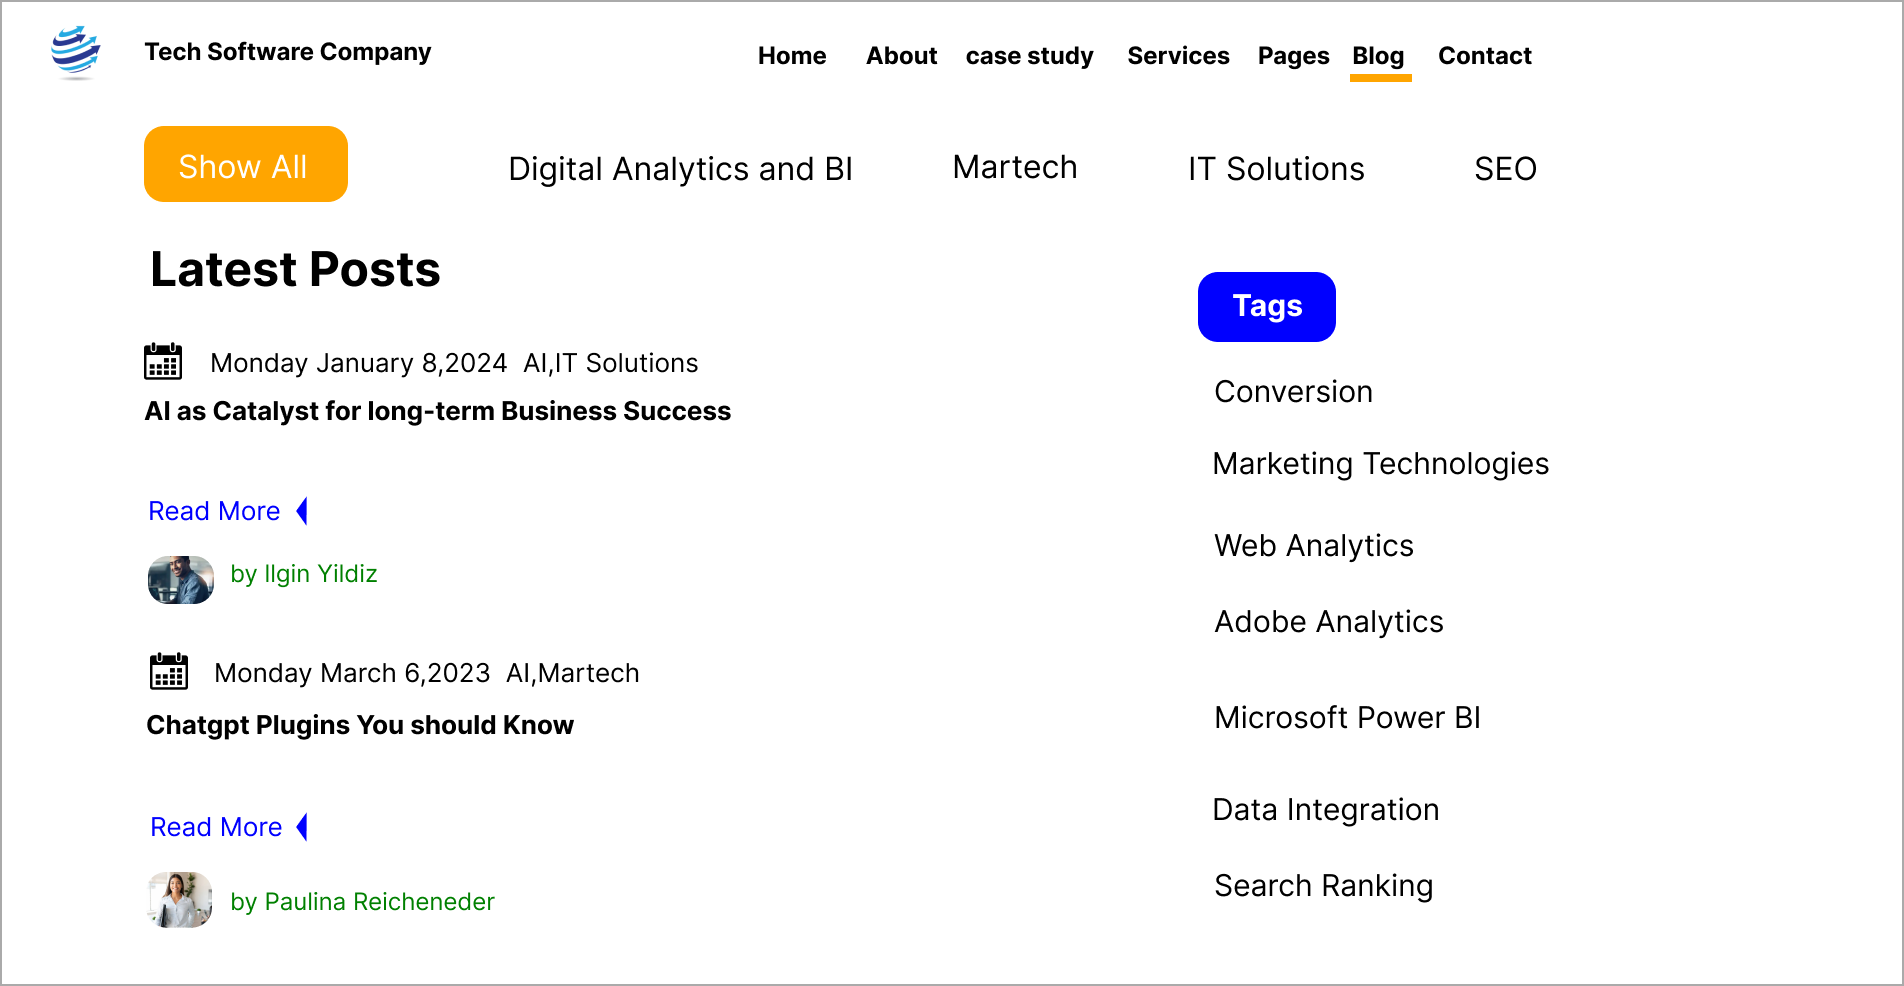 Tech Software Company
Home About case study Services Pages Blog Contact
Show All
Digital Analytics and BI
Martech
IT Solutions
SEO
Latest Posts
Monday January 8,2024 AI,IT Solutions
AI as Catalyst for long-term Business Success
Read More
by Ilgin Yildiz
Monday March 6,2023 AI,Martech
Chatgpt Plugins You should Know
Read More
by Paulina Reicheneder
Tags
Conversion
Marketing Technologies
Web Analytics
Adobe Analytics
Microsoft Power BI
Data Integration
Search Ranking